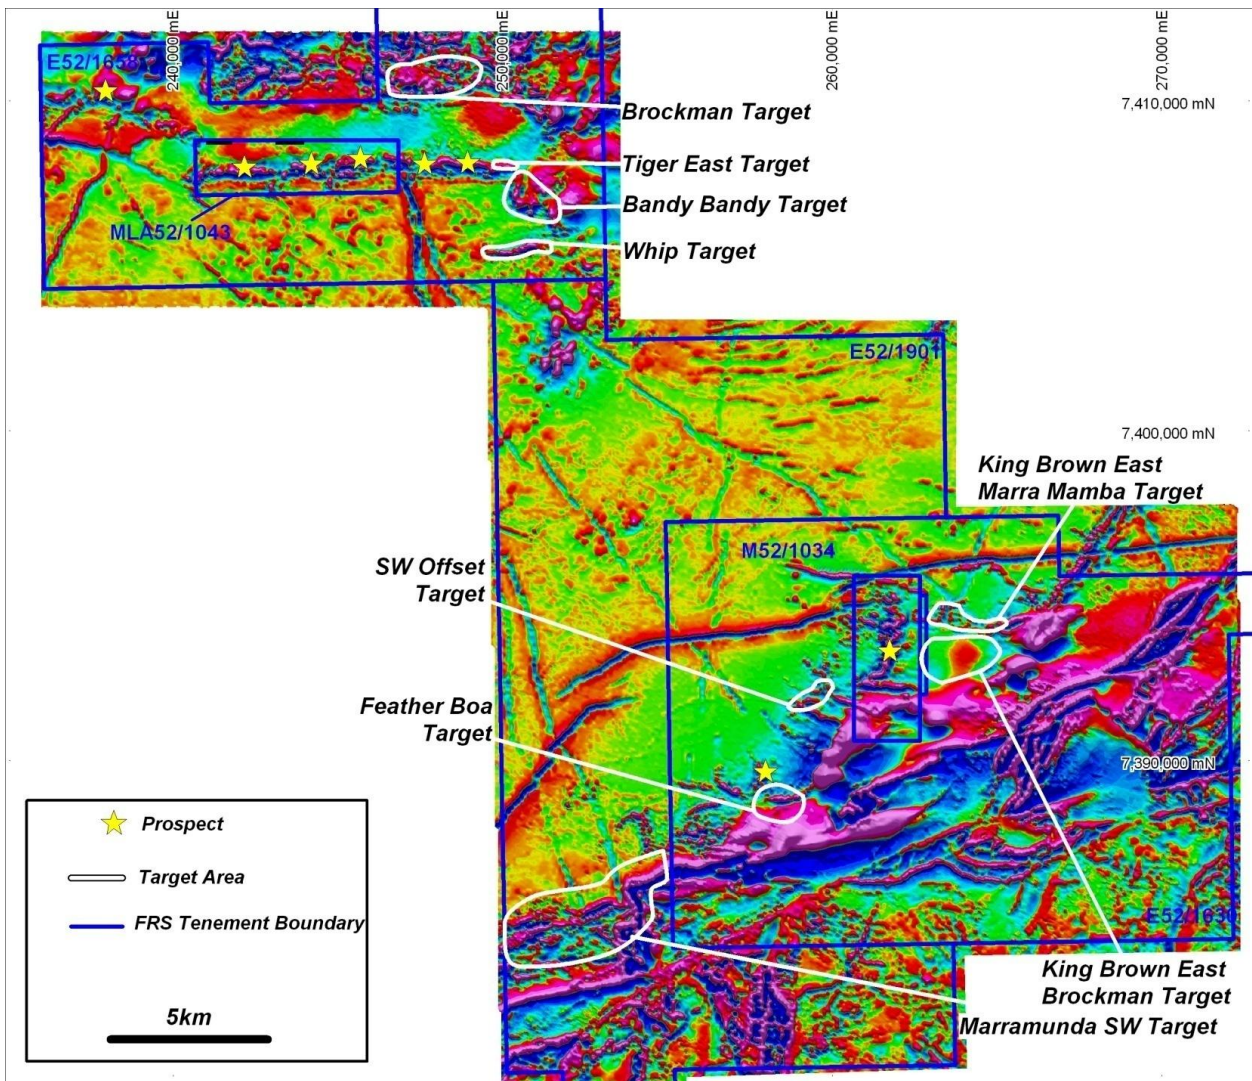 240,000 mE
250,000 mE
260,000 mE
270,000 mE
E52/1658
7,410,000 mN
Brockman Target
Tiger East Target
Bandy Bandy Target
MLA52/1043
Whip Target
E52/1901
7,400,000 mN
King Brown East
Marra Mamba Target
M52/1034
SW Offset
Target
Feather Boa
Target
7,390,000 mN
Prospect
Target Area
FRS Tenement Boundary
5km
King Brown East
Brockman Target
Marramunda SW Target